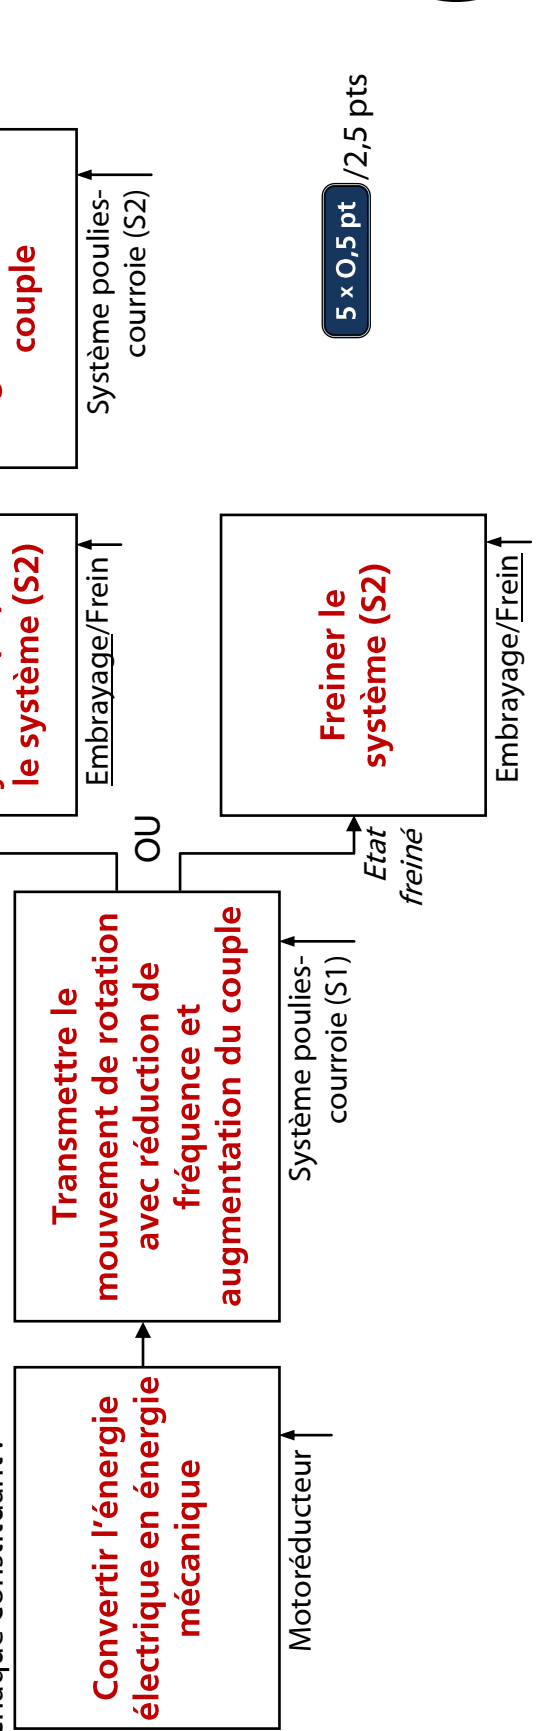 haque constituant :
Convertir l’énergie
électrique en énergie
mécanique
Motoréducteur
Transmettre le
mouvement de rotation
avec réduction de
fréquence et
augmentation du couple
Système poulies-
courroie (S1)
OU
le système (S2)
Embrayage/Frein
couple
Système poulies-
courroie (S2)
Etat
freiné
Freiner le
système (S2)
Embrayage/Frein
5 x 0,5 pt /2,5 pts